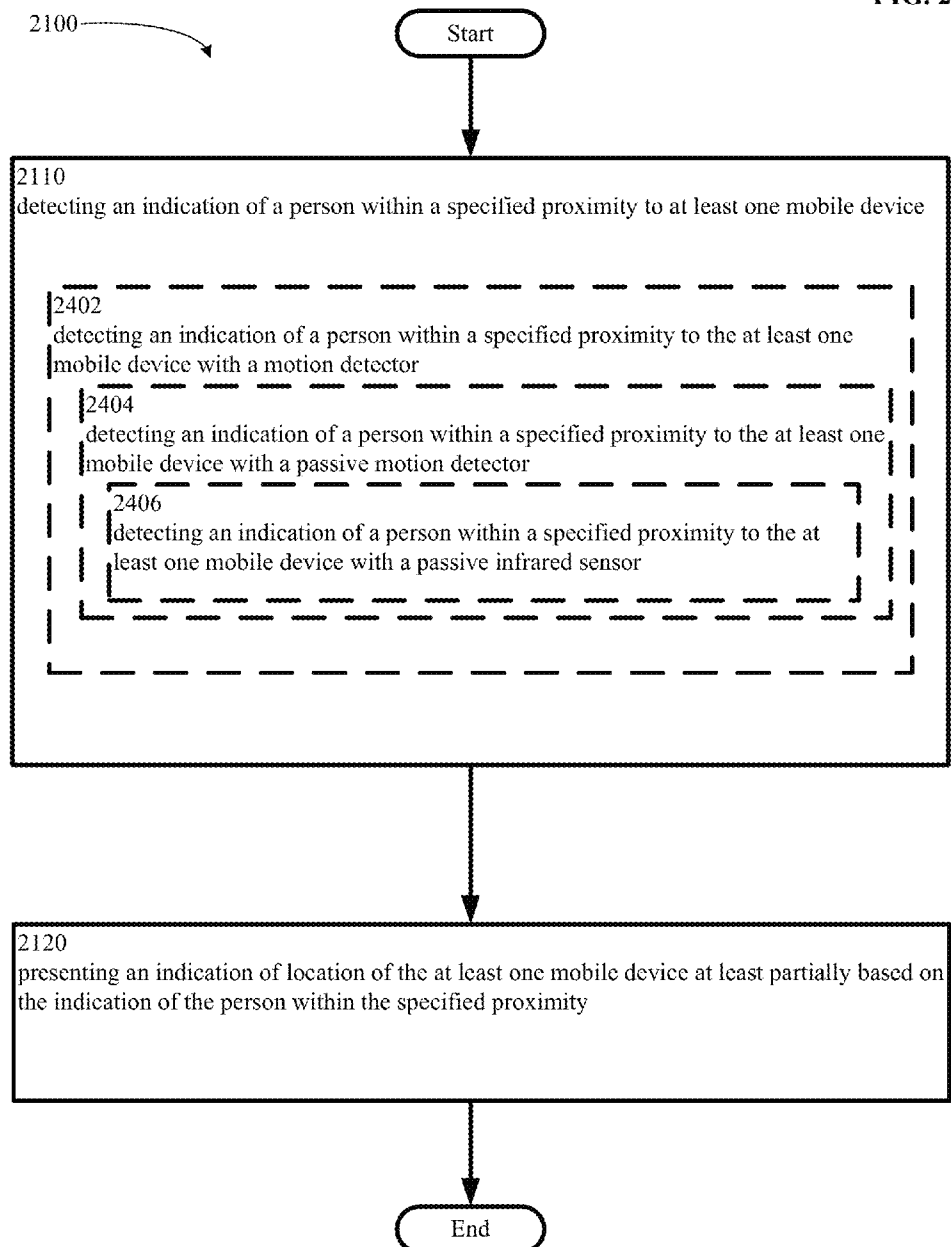 2100
Start
2110
detecting an indication of a person within a specified proximity to at least one mobile device
2402
detecting an indication of a person within a specified proximity to the at least one
mobile device with a motion detector
2404
detecting an indication of a person within a specified proximity to the at least one
mobile device with a passive motion detector
2406
detecting an indication of a person within a specified proximity to the at
least one mobile device with a passive infrared sensor
2120
presenting an indication of location of the at least one mobile device at least partially based on
the indication of the person within the specified proximity
End